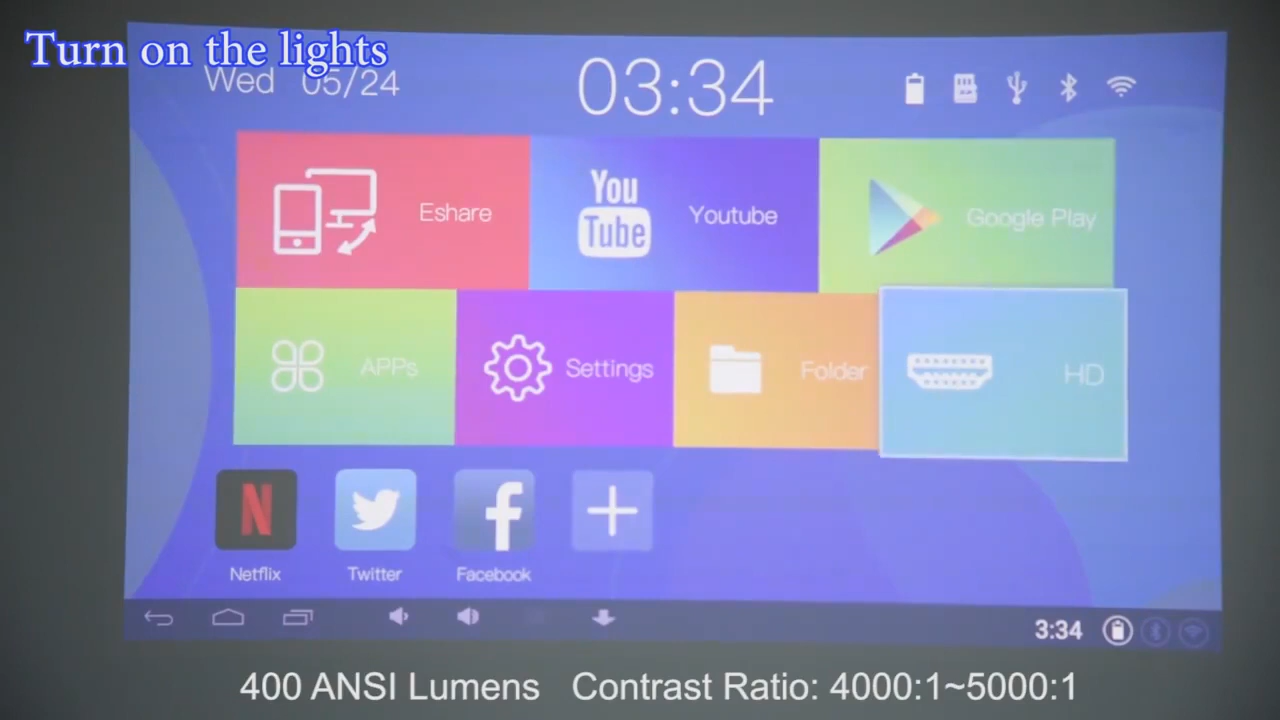 Turn on the lights
Wed 05/24
03:34
Eshare
You Tube
Youtube
Google Play
APPs
Settings
Folder
HD
N
f
Netflix
Twitter
Facebook
3:34
400 ANSI Lumens Contrast Ratio: 4000:1~5000:1